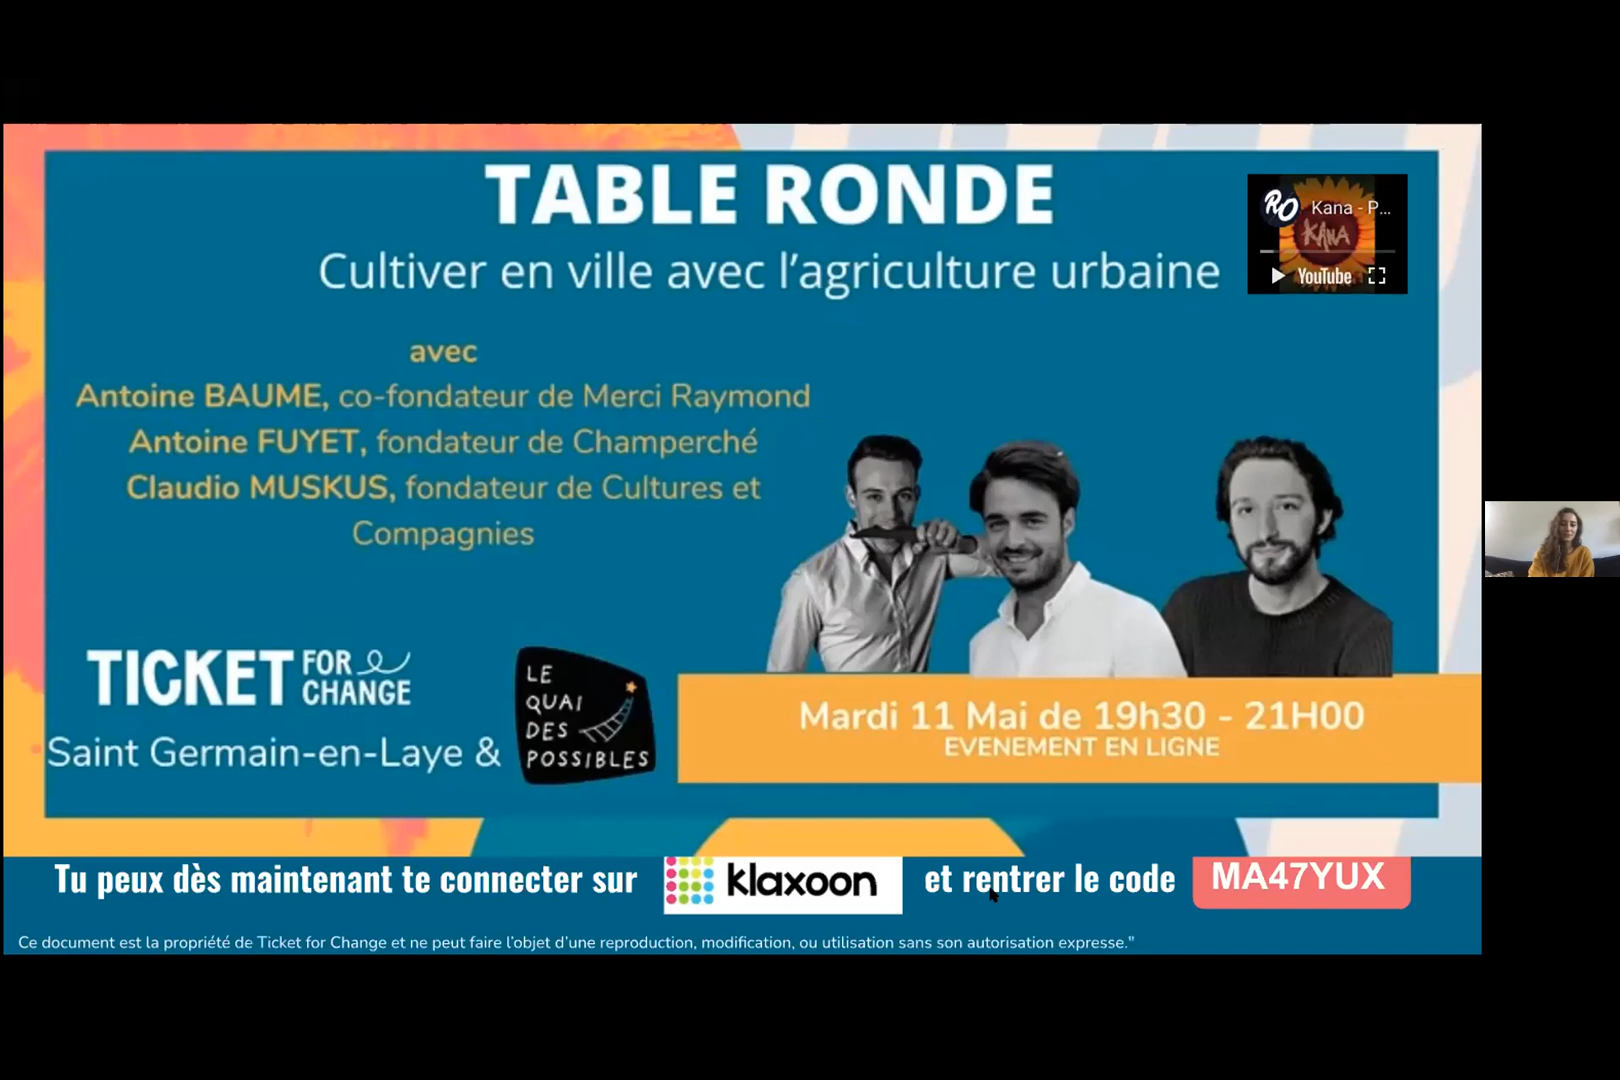 TABLE RONDE
Cultiver en ville avec l’agriculture urbaine
RO Kana - P...
KANA
YouTube
avec
Antoine BAUME, co-fondateur de Merci Raymond
Antoine FUYET, fondateur de Champerché
Claudio MUSKUS, fondateur de Cultures et
Compagnies
TICKET FOR CHANGE
Saint Germain-en-Laye &
LE
QUAI
DES
POSSIBLES
Mardi 11 Mai de 19h30 - 21H00
EVENEMENT EN LIGNE
Tu peux dès maintenant te connecter sur klaxoon et rentrer le code MA47YUX
Ce document est la propriété de Ticket for Change et ne peut faire l’objet d’une reproduction, modification, ou utilisation sans son autorisation expresse."